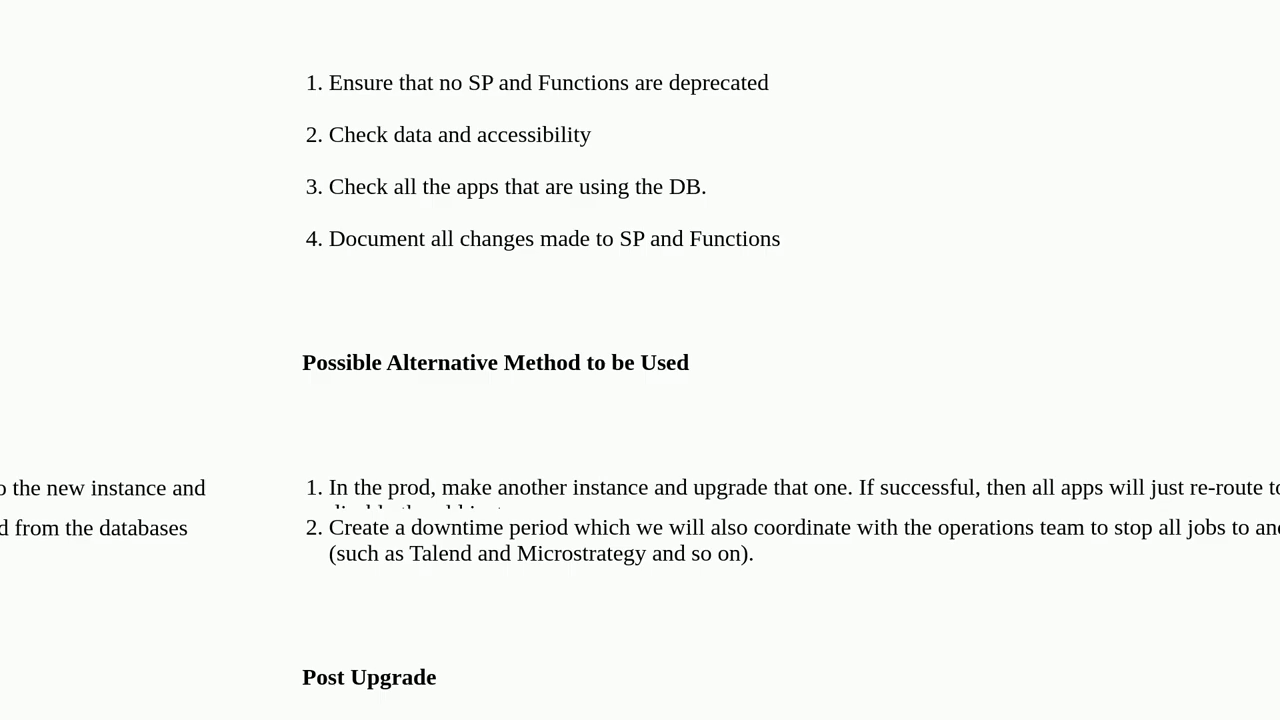 1. Ensure that no SP and Functions are deprecated
2. Check data and accessibility
3. Check all the apps that are using the DB.
4. Document all changes made to SP and Functions
Possible Alternative Method to be Used
the new instance and
1. In the prod, make another instance and upgrade that one. If successful, then all apps will just re-route to
from the databases
2. Create a downtime period which we will also coordinate with the operations team to stop all jobs to and
(such as Talend and Microstrategy and so on).
Post Upgrade